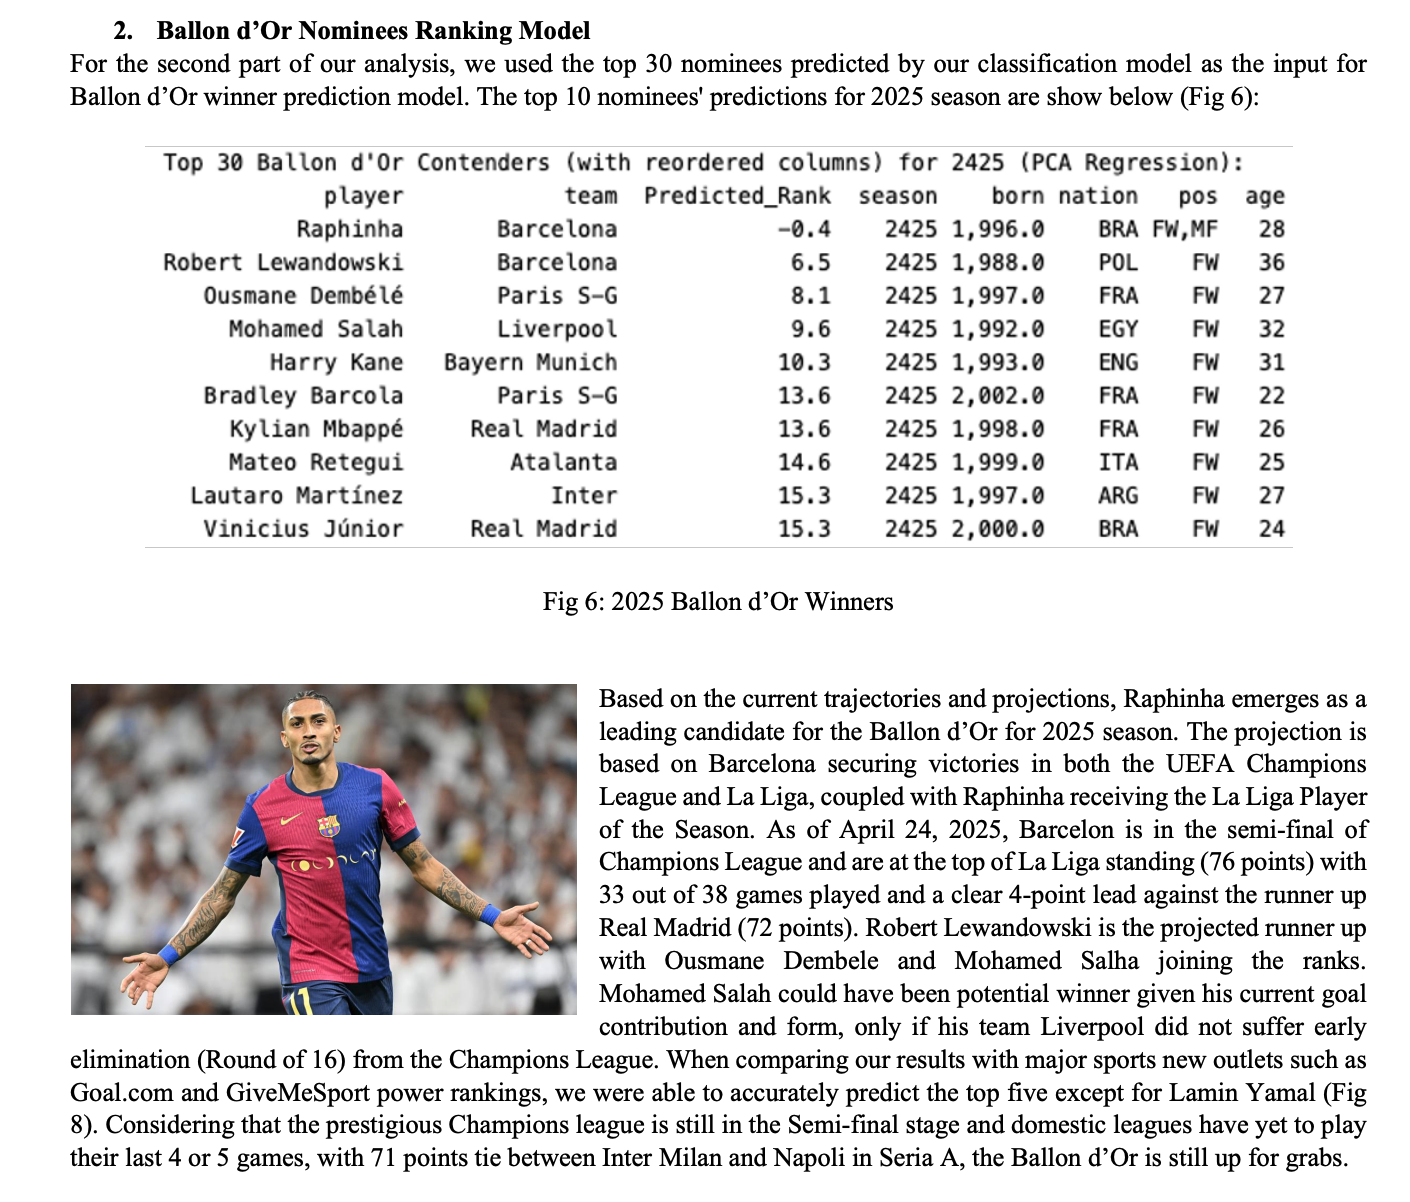 2. Ballon d’Or Nominees Ranking Model
For the second part of our analysis, we used the top 30 nominees predicted by our classification model as the input for
Ballon d’Or winner prediction model. The top 10 nominees' predictions for 2025 season are show below (Fig 6):
Top 30 Ballon d'Or Contenders (with reordered columns) for 2425 (PCA Regression):
player team Predicted_Rank season born nation pos age
Raphinha Barcelona -0.4 2425 1,996.0 BRA FW,MF 28
Robert Lewandowski Barcelona 6.5 2425 1,988.0 POL FW 36
Ousmane Dembélé Paris S-G 8.1 2425 1,997.0 FRA FW 27
Mohamed Salah Liverpool 9.6 2425 1,992.0 EGY FW 32
Harry Kane Bayern Munich 10.3 2425 1,993.0 ENG FW 31
Bradley Barcola Paris S-G 13.6 2425 2,002.0 FRA FW 22
Kylian Mbappé Real Madrid 13.6 2425 1,998.0 FRA FW 26
Mateo Retegui Atalanta 14.6 2425 1,999.0 ITA FW 25
Lautaro Martínez Inter 15.3 2425 1,997.0 ARG FW 27
Vinicius Júnior Real Madrid 15.3 2425 2,000.0 BRA FW 24
Fig 6: 2025 Ballon d’Or Winners
Based on the current trajectories and projections, Raphinha emerges as a
leading candidate for the Ballon d’Or for 2025 season. The projection is
based on Barcelona securing victories in both the UEFA Champions
League and La Liga, coupled with Raphinha receiving the La Liga Player
of the Season. As of April 24, 2025, Barcelon is in the semi-final of
Champions League and are at the top of La Liga standing (76 points) with
33 out of 38 games played and a clear 4-point lead against the runner up
Real Madrid (72 points). Robert Lewandowski is the projected runner up
with Ousmane Dembele and Mohamed Salha joining the ranks.
Mohamed Salah could have been potential winner given his current goal
contribution and form, only if his team Liverpool did not suffer early
elimination (Round of 16) from the Champions League. When comparing our results with major sports new outlets such as
Goal.com and GiveMeSport power rankings, we were able to accurately predict the top five except for Lamin Yamal (Fig
8). Considering that the prestigious Champions league is still in the Semi-final stage and domestic leagues have yet to play
their last 4 or 5 games, with 71 points tie between Inter Milan and Napoli in Seria A, the Ballon d’Or is still up for grabs.
COLDPLAY
11